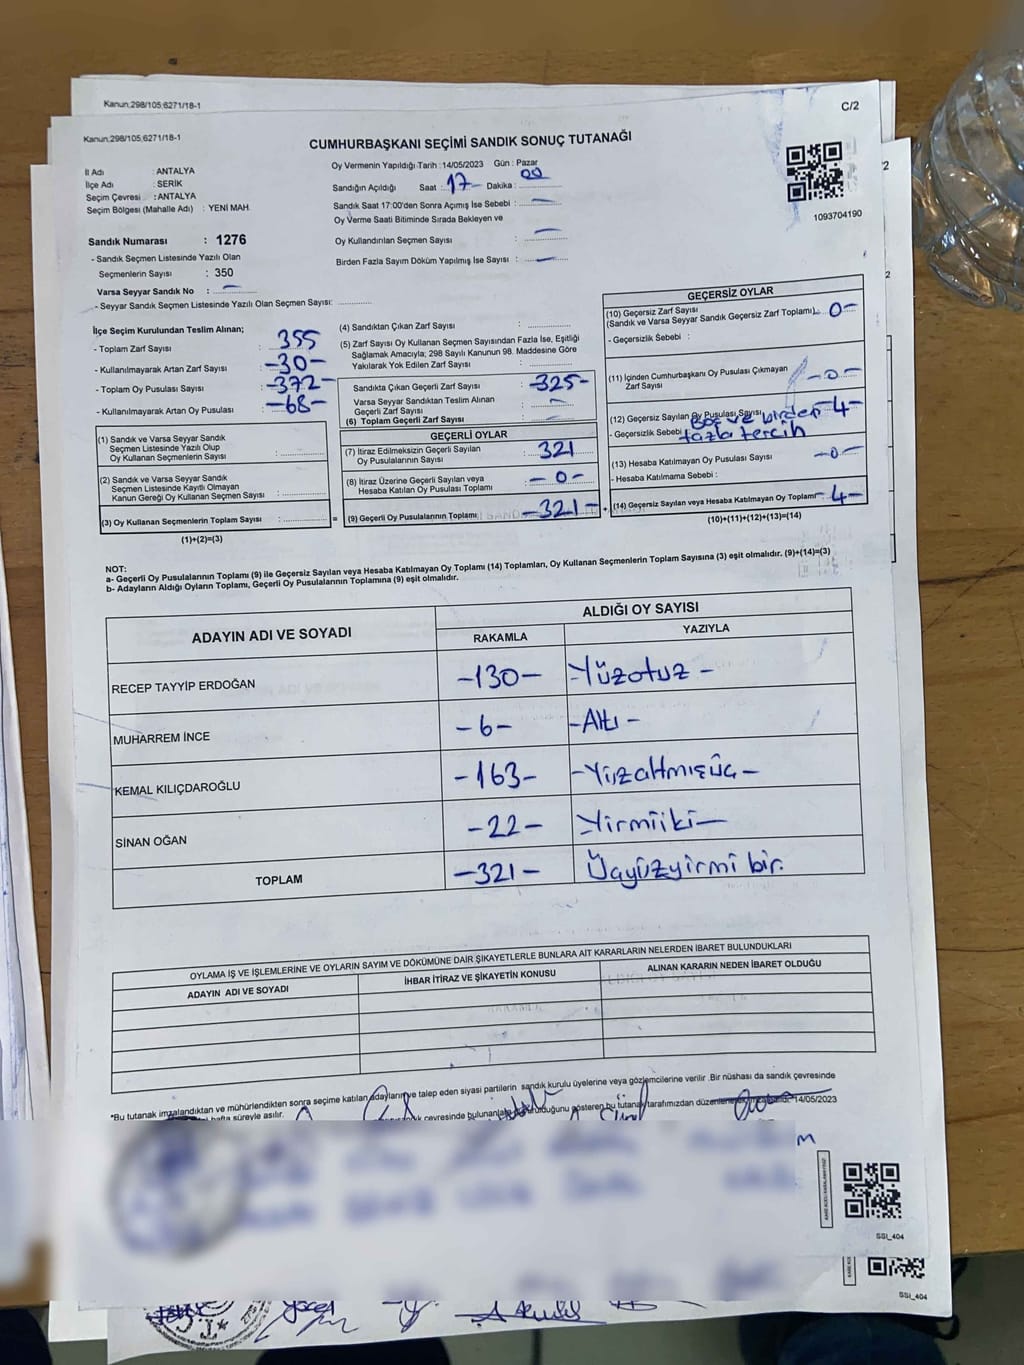 Kanun;298/105;6271/18-1
C/2
Kanun;298/105;6271/18-1
CUMHURBAŞKANI SEÇİMİ SANDIK SONUÇ TUTANAĞI
İl Adı : ANTALYA
İlçe Adı : SERİK
Seçim Çevresi : ANTALYA
Seçim Bölgesi (Mahalle Adı) : YENİ MAH.
Sandık Numarası : 1276
- Sandık Seçmen Listesinde Yazılı Olan
Seçmenlerin Sayısı : 350
Varsa Seyyar Sandık No : –
- Seyyar Sandık Seçmen Listesinde Yazılı Olan Seçmen Sayısı: ............
Oy Vermenin Yapıldığı Tarih : 14/05/2023 Gün : Pazar
Sandığın Açıldığı Saat : 17- Dakika : 00
Sandık Saat 17:00'den Sonra Açımış İse Sebebi : –
Oy Verme Saati Bitiminde Sırada Bekleyen ve
Oy Kullandırılan Seçmen Sayısı : –
Birden Fazla Sayım Döküm Yapılmış İse Sayısı : –
1093704190
İlçe Seçim Kurulundan Teslim Alınan;
- Toplam Zarf Sayısı : 355
- Kullanılmayarak Artan Zarf Sayısı : -30-
- Toplam Oy Pusulası Sayısı : -372-
- Kullanılmayarak Artan Oy Pusulası : -68-
(1) Sandık ve Varsa Seyyar Sandık
Seçmen Listesinde Yazılı Olup
Oy Kullanan Seçmenlerin Sayısı : ............
(2) Sandık ve Varsa Seyyar Sandık
Seçmen Listesinde Kayıtlı Olmayan
Kanun Gereği Oy Kullanan Seçmen Sayısı : ............
(3) Oy Kullanan Seçmenlerin Toplam Sayısı : ............ =
(1)+(2)=(3)
(4) Sandıktan Çıkan Zarf Sayısı : ............
(5) Zarf Sayısı Oy Kullanan Seçmen Sayısından Fazla İse, Eşitliği
Sağlamak Amacıyla; 298 Sayılı Kanunun 98. Maddesine Göre
Yakılarak Yok Edilen Zarf Sayısı : ............
Sandıkta Çıkan Geçerli Zarf Sayısı : -325-
Varsa Seyyar Sandıktan Teslim Alınan
Geçerli Zarf Sayısı : –
(6) Toplam Geçerli Zarf Sayısı : –
GEÇERLİ OYLAR
(7) İtiraz Edilmeksizin Geçerli Sayılan
Oy Pusulalarının Sayısı : 321
(8) İtiraz Üzerine Geçerli Sayılan veya
Hesaba Katılan Oy Pusulası Toplamı : -0-
(9) Geçerli Oy Pusulalarının Toplamı : -321- +
GEÇERSİZ OYLAR
(10) Geçersiz Zarf Sayısı
(Sandık ve Varsa Seyyar Sandık Geçersiz Zarf Toplamı) : 0-
- Geçersizlik Sebebi :
(11) İçinden Cumhurbaşkanı Oy Pusulası Çıkmayan
Zarf Sayısı : -0-
(12) Geçersiz Sayılan Oy Pusulası Sayısı -4-
- Geçersizlik Sebebi : Boş ve birden
fazla tercih
(13) Hesaba Katılmayan Oy Pusulası Sayısı -0-
- Hesaba Katılmama Sebebi :
(14) Geçersiz Sayılan veya Hesaba Katılmayan Oy Toplamı : -4-
(10)+(11)+(12)+(13)=(14)
NOT:
a- Geçerli Oy Pusulalarının Toplamı (9) ile Geçersiz Sayılan veya Hesaba Katılmayan Oy Toplamı (14) Toplamları, Oy Kullanan Seçmenlerin Toplam Sayısına (3) eşit olmalıdır. (9)+(14)=(3)
b- Adayların Aldığı Oyların Toplamı, Geçerli Oy Pusulalarının Toplamına (9) eşit olmalıdır.
ADAYIN ADI VE SOYADI
ALDIĞI OY SAYISI
RAKAMLA YAZIYLA
RECEP TAYYİP ERDOĞAN -130- -Yüzotuz-
MUHARREM İNCE -6- -Altı-
KEMAL KILIÇDAROĞLU -163- -Yüzaltmışüç-
SİNAN OĞAN -22- -Yirmiiki-
TOPLAM -321- Üçyüzyirmi bir.
OYLAMA İŞ VE İŞLEMLERİNE VE OYLARIN SAYIM VE DÖKÜMÜNE DAİR ŞİKAYETLERLE BUNLARA AİT KARARLARIN NELERDEN İBARET BULUNDUKLARI
ADAYIN ADI VE SOYADI İHBAR İTİRAZ VE ŞİKAYETİN KONUSU ALINAN KARARIN NEDEN İBARET OLDUĞU
*Bu tutanak imzalandıktan ve mühürlendikten sonra seçime katılan adayların ve talep eden siyasi partilerin sandık kurulu üyelerine veya gözlemcilerine verilir .Bir nüshası da sandık çevresinde
hafta süreyle asılır. çevresinde bulunanlara gösteren bu tutanak tarafımızdan 14/05/2023
SSI_404
SSI_404